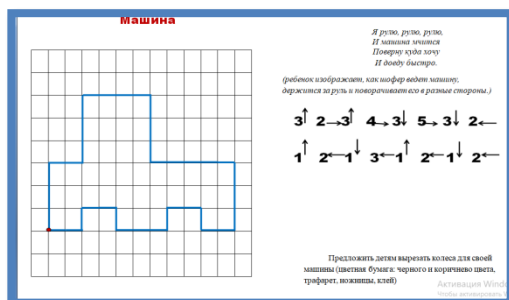 Машина
Я рулю, рулю, рулю,
И машина мчится
Поверну куда хочу
И доеду быстро.
(ребенок изображает, как шофер ведет машину,
держится за руль и поворачивает его в разные стороны.)
3↑ 2→3↑ 4→3↓ 5→3↓ 2←
1↑ 2←1↓ 3←1↑ 2←1↓ 2←
Предложить детям вырезать колеса для своей
машины (цветная бумага: черного и коричнево цвета,
трафарет, ножницы, клей)
Активация Windo
Чтобы активировать W